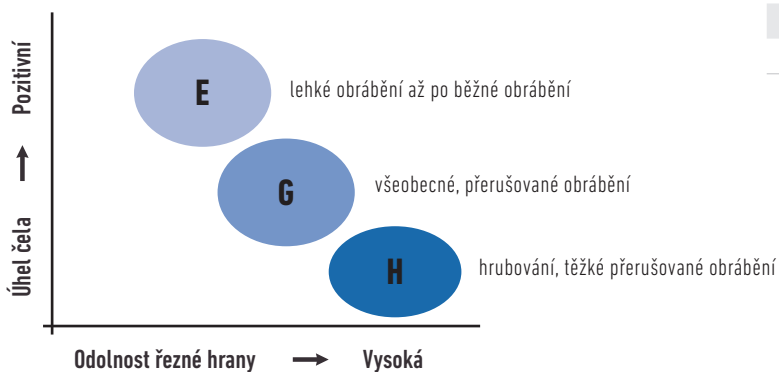 E
lehké obrábění až po běžné obrábění
G
všeobecné, přerušované obrábění
H
hrubování, těžké přerušované obrábění
Úhel čela → Pozitivní
Odolnost řezné hrany → Vysoká